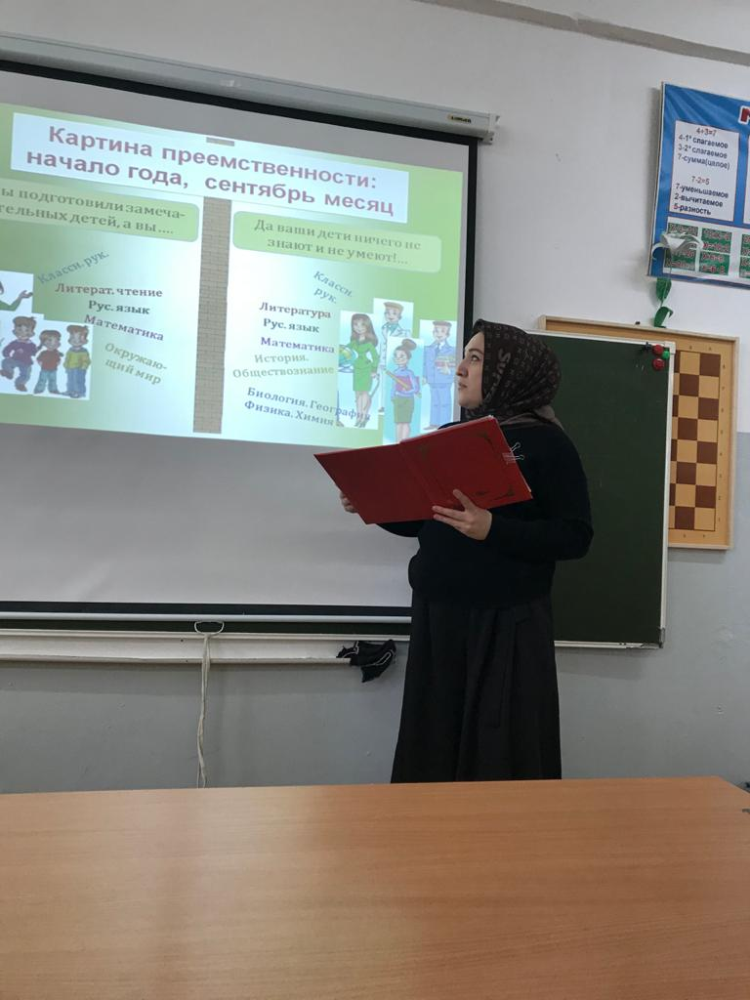 Картина преемственности:
начало года, сентябрь месяц
ы подготовили замеча-
тельных детей, а вы ....
Классн. рук.
Литерат. чтение
Рус. язык
Математика
Окружаю-
щий мир
Да ваши дети ничего не
знают и не умеют!...
Классн.
рук.
Литература
Рус. язык
Математика
История.
Обществознание
Биология. География
Физика. Химия
4+3=7
4-1° слагаемое
3-2° слагаемое
7-сумма(целое)
7-2=5
7-уменьшаемое
2-вычитаемое
5-разность